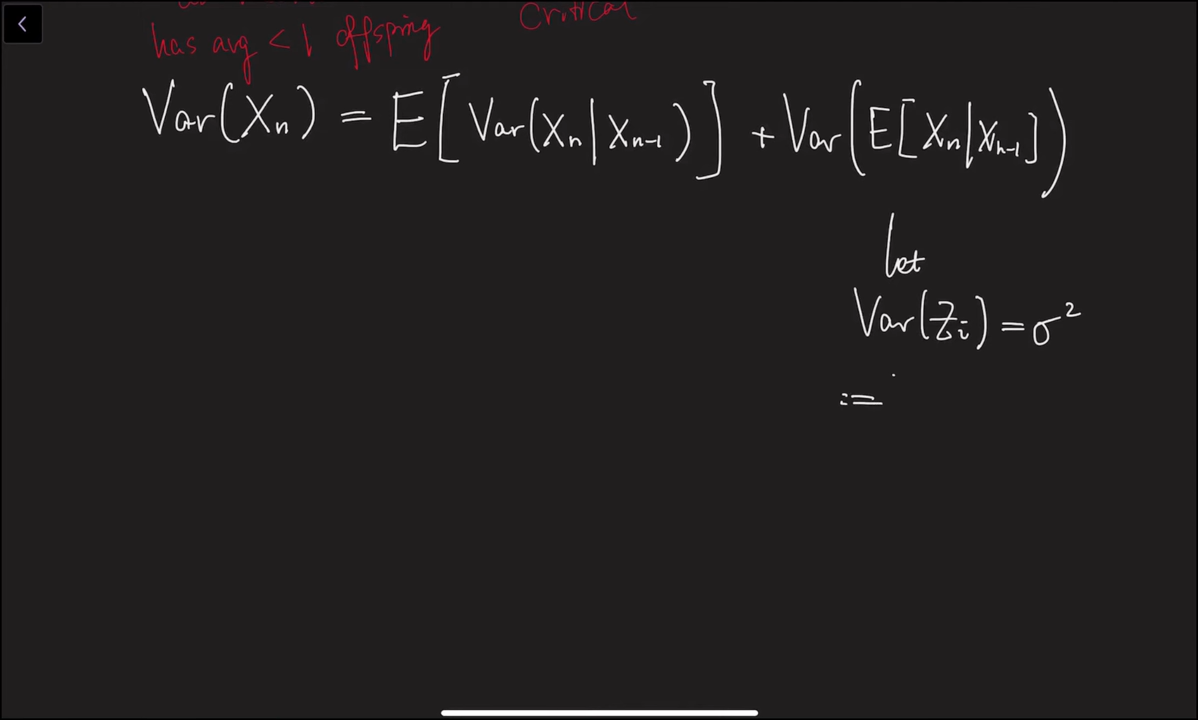 Critical
has avg < 1 offspring
Var(Xₙ) = E[Var(Xₙ|Xₙ₋₁)] + Var(E[Xₙ|Xₙ₋₁])
let
Var(Zᵢ) = σ²
:=